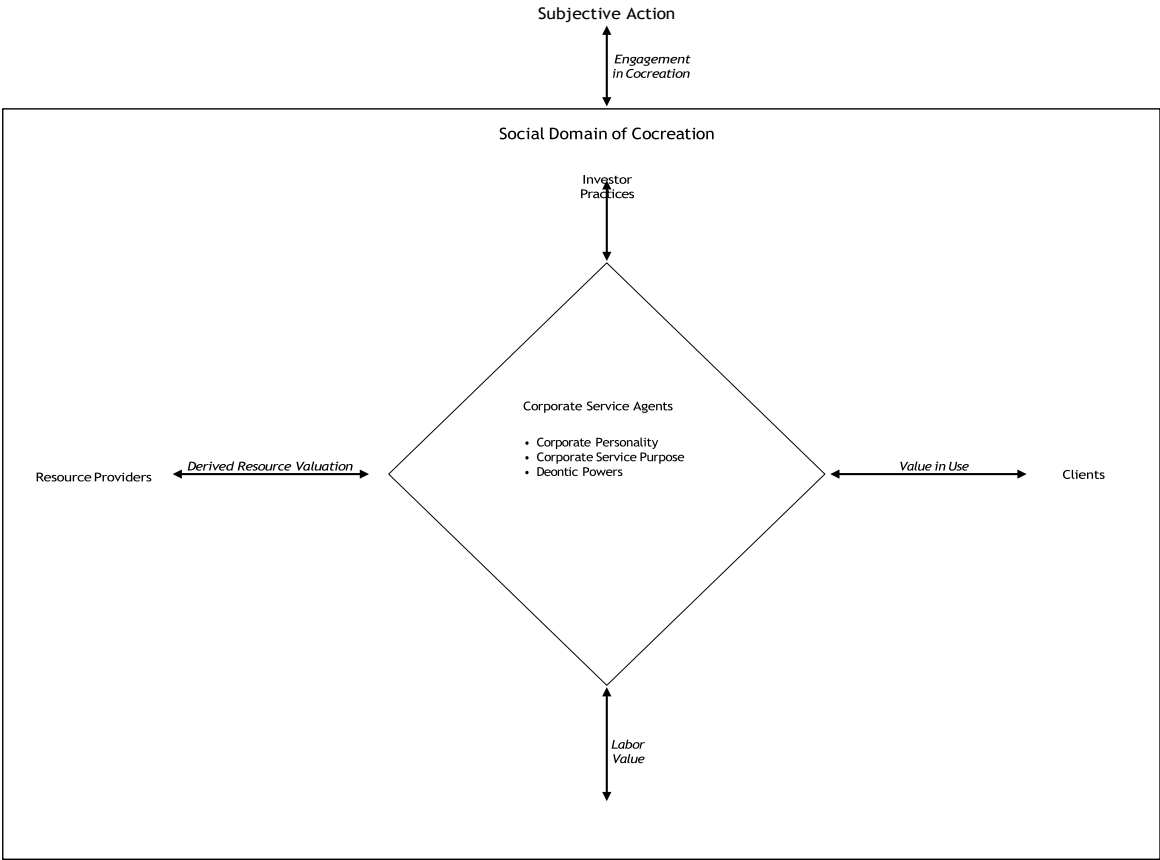 Subjective Action
Engagement
in Cocreation
Social Domain of Cocreation
Investor
Practices
Corporate Service Agents
• Corporate Personality
• Corporate Service Purpose
• Deontic Powers
Resource Providers
Derived Resource Valuation
Value in Use
Clients
Labor
Value